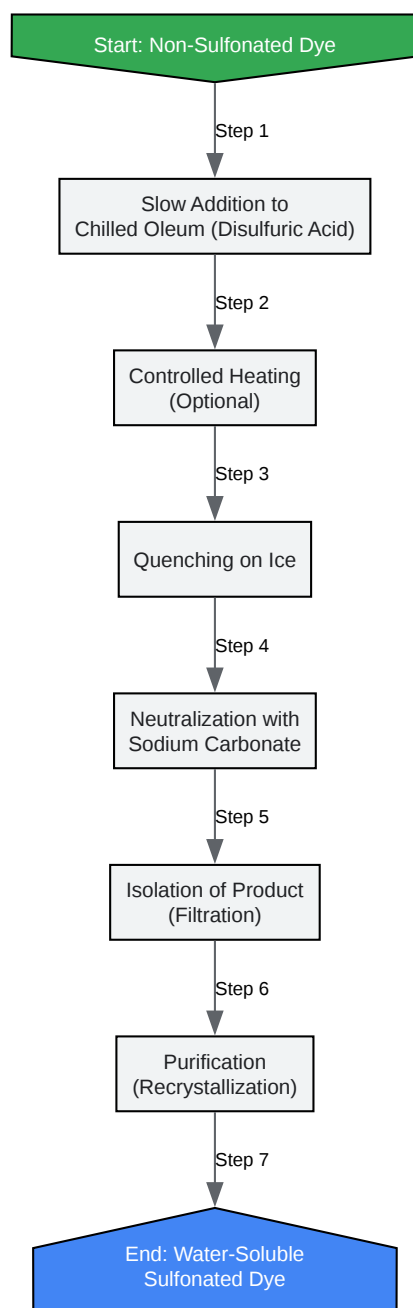 Start: Non-Sulfonated Dye
Step 1
Slow Addition to
Chilled Oleum (Disulfuric Acid)
Step 2
Controlled Heating
(Optional)
Step 3
Quenching on Ice
Step 4
Neutralization with
Sodium Carbonate
Step 5
Isolation of Product
(Filtration)
Step 6
Purification
(Recrystallization)
Step 7
End: Water-Soluble
Sulfonated Dye